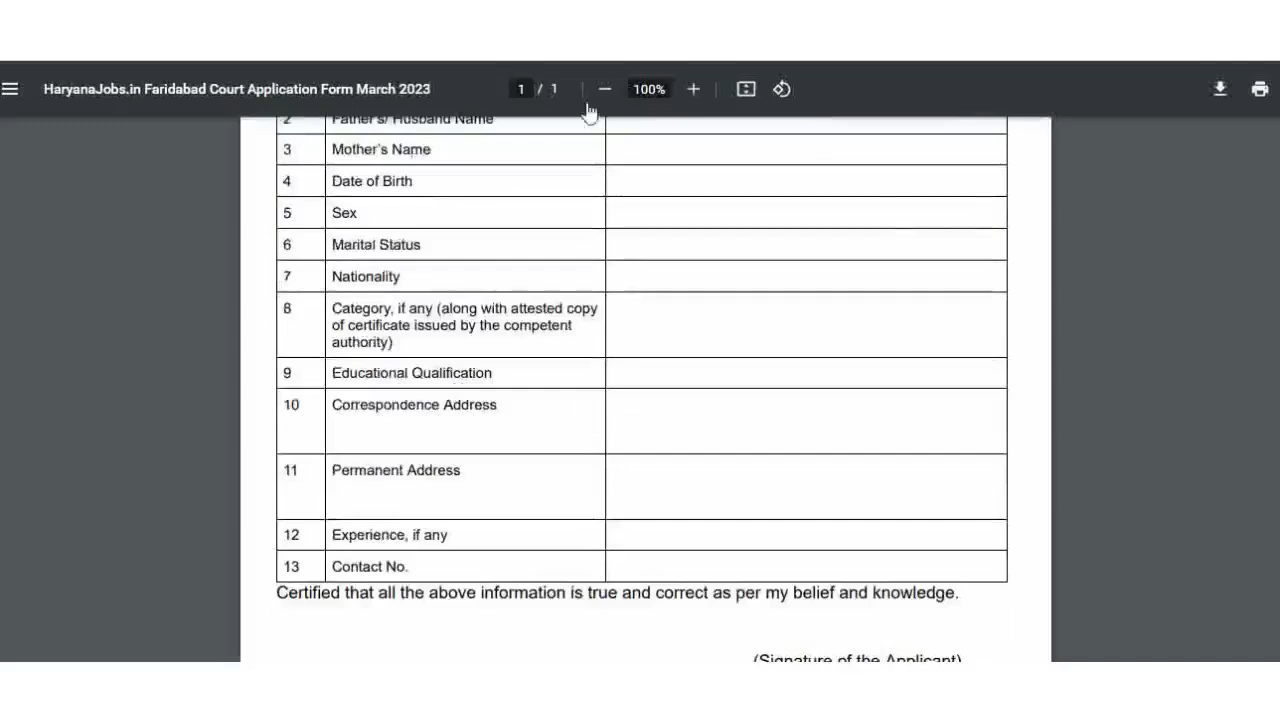 HaryanaJobs.in Faridabad Court Application Form March 2023 1 / 1 100%
2 Father's/ Husband Name
3 Mother's Name
4 Date of Birth
5 Sex
6 Marital Status
7 Nationality
8 Category, if any (along with attested copy
of certificate issued by the competent
authority)
9 Educational Qualification
10 Correspondence Address
11 Permanent Address
12 Experience, if any
13 Contact No.
Certified that all the above information is true and correct as per my belief and knowledge.
(Signature of the Applicant)